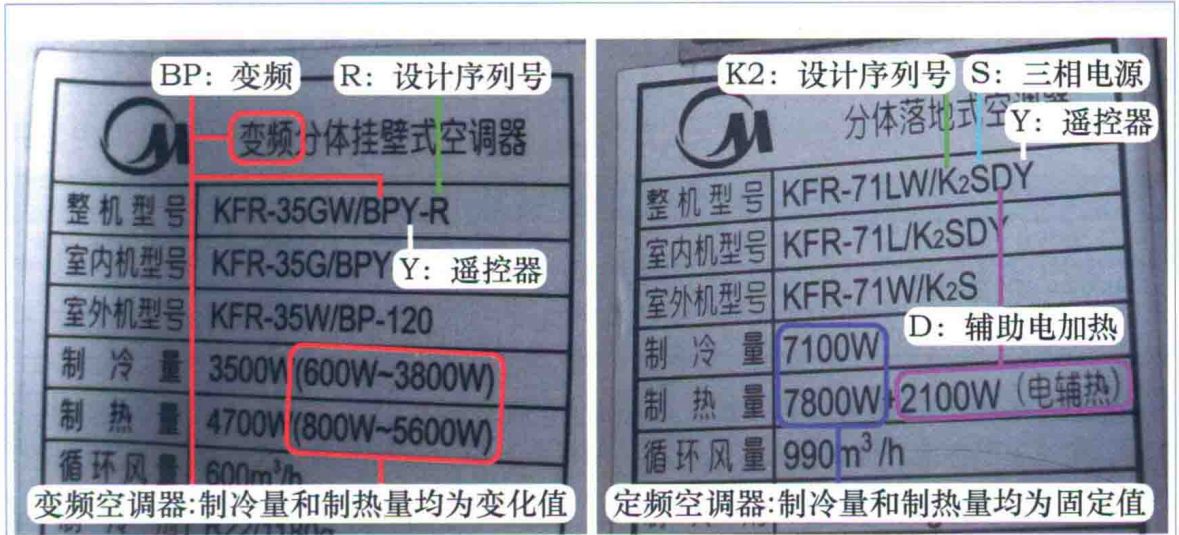 BP: 变频
R: 设计序列号
变频分体挂壁式空调器
整机型号 KFR-35GW/BPY-R
室内机型号 KFR-35G/BPY
Y: 遥控器
室外机型号 KFR-35W/BP-120
制冷量 3500W(600W~3800W)
制热量 4700W(800W~5600W)
循环风量 600m³/h
变频空调器:制冷量和制热量均为变化值
K2: 设计序列号
S: 三相电源
分体落地式空调器
Y: 遥控器
整机型号 KFR-71LW/K2SDY
室内机型号 KFR-71L/K2SDY
室外机型号 KFR-71W/K2S
D: 辅助电加热
制冷量 7100W
制热量 7800W+2100W(电辅热)
循环风量 990m³/h
定频空调器:制冷量和制热量均为固定值